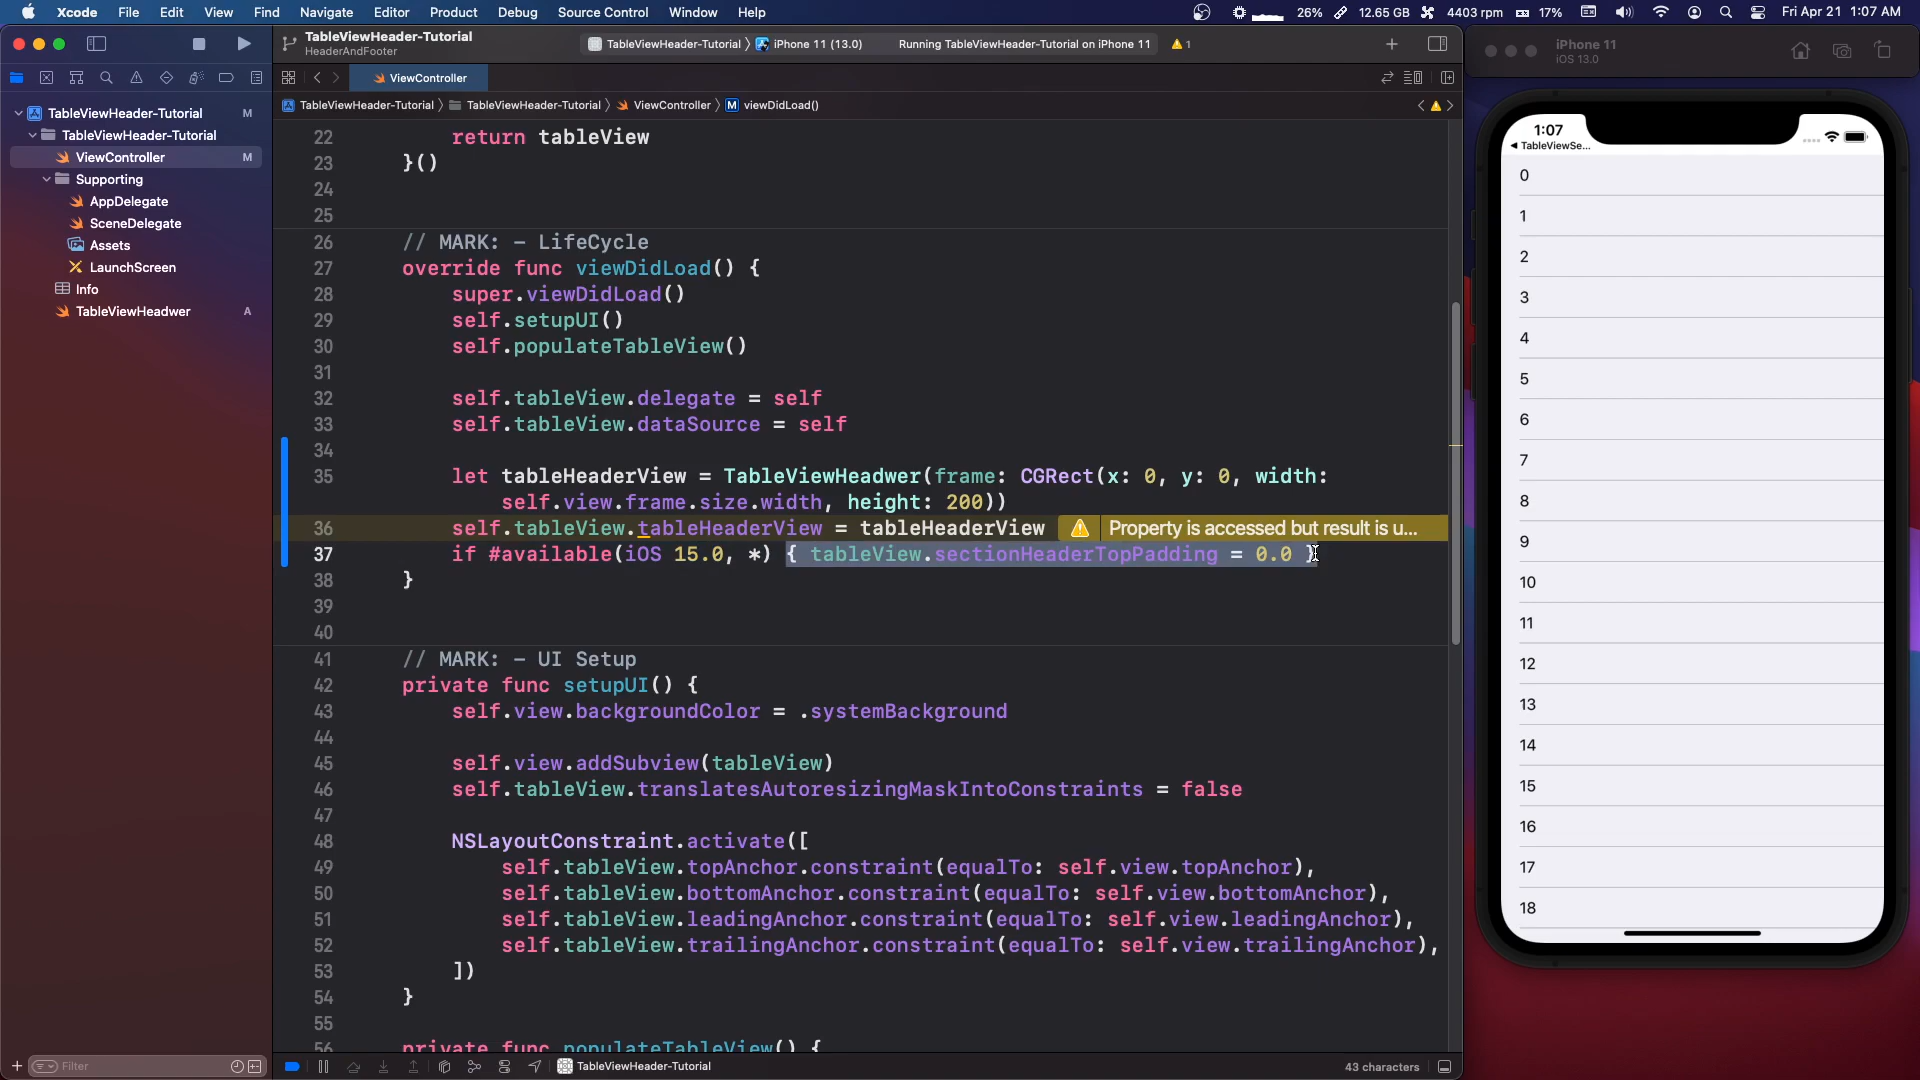 Xcode File Edit View Find Navigate Editor Product Debug Source Control Window Help 26% 12.65 GB 4403 rpm 17% Fri Apr 21 1:07 AM
TableViewHeader-Tutorial
HeaderAndFooter
TableViewHeader-Tutorial iPhone 11 (13.0) Running TableViewHeader-Tutorial on iPhone 11 1
iPhone 11
iOS 13.0
ViewController
TableViewHeader-Tutorial TableViewHeader-Tutorial ViewController M viewDidLoad()
TableViewHeader-Tutorial M
TableViewHeader-Tutorial
ViewController M
Supporting
AppDelegate
SceneDelegate
Assets
LaunchScreen
Info
TableViewHeadwer A
22 return tableView
23 }()
24
25
26 // MARK: - LifeCycle
27 override func viewDidLoad() {
28 super.viewDidLoad()
29 self.setupUI()
30 self.populateTableView()
31
32 self.tableView.delegate = self
33 self.tableView.dataSource = self
34
35 let tableHeaderView = TableViewHeadwer(frame: CGRect(x: 0, y: 0, width:
self.view.frame.size.width, height: 200))
36 self.tableView.tableHeaderView = tableHeaderView Property is accessed but result is u...
37 if #available(iOS 15.0, *) { tableView.sectionHeaderTopPadding = 0.0 }
38 }
39
40
41 // MARK: - UI Setup
42 private func setupUI() {
43 self.view.backgroundColor = .systemBackground
44
45 self.view.addSubview(tableView)
46 self.tableView.translatesAutoresizingMaskIntoConstraints = false
47
48 NSLayoutConstraint.activate([
49 self.tableView.topAnchor.constraint(equalTo: self.view.topAnchor),
50 self.tableView.bottomAnchor.constraint(equalTo: self.view.bottomAnchor),
51 self.tableView.leadingAnchor.constraint(equalTo: self.view.leadingAnchor),
52 self.tableView.trailingAnchor.constraint(equalTo: self.view.trailingAnchor),
53 ])
54 }
55
56 private func populateTableView() {
Filter
TableViewHeader-Tutorial
43 characters
1:07
TableViewSe...
0
1
2
3
4
5
6
7
8
9
10
11
12
13
14
15
16
17
18